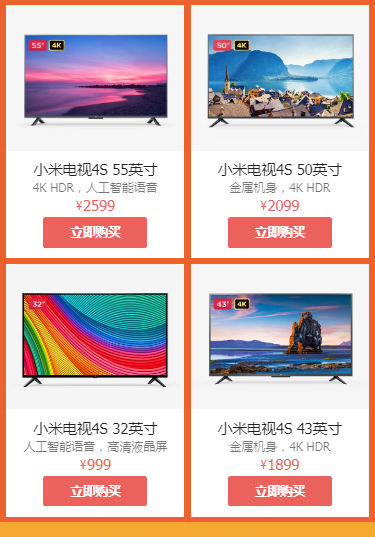 55" 4K
50" 4K
小米电视4S 55英寸
小米电视4S 50英寸
4K HDR，人工智能语音
金属机身，4K HDR
¥2599
¥2099
立即购买
立即购买
32"
43" 4K
小米电视4S 32英寸
小米电视4S 43英寸
人工智能语音，高清液晶屏
金属机身，4K HDR
¥999
¥1899
立即购买
立即购买